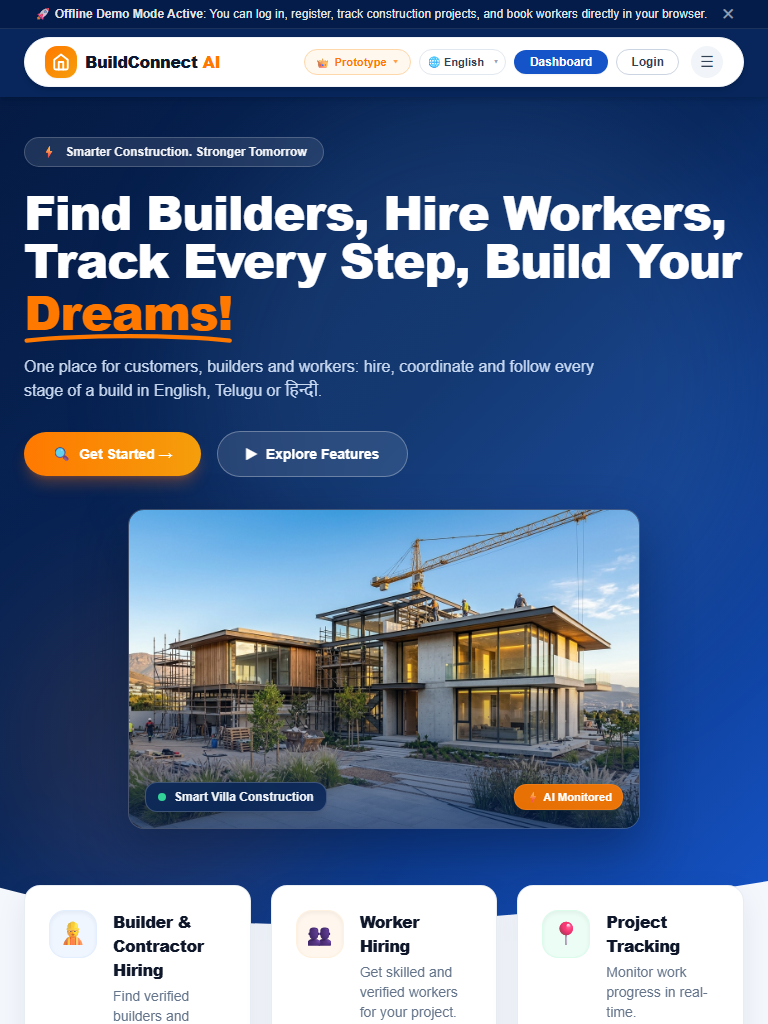 🚀 Offline Demo Mode Active: You can log in, register, track construction projects, and book workers directly in your browser. ✕
BuildConnect AI
Prototype
English
Dashboard
Login
Smarter Construction. Stronger Tomorrow
Find Builders, Hire Workers,
Track Every Step, Build Your
Dreams!
One place for customers, builders and workers: hire, coordinate and follow every
stage of a build in English, Telugu or हिन्दी.
Get Started →
Explore Features
Smart Villa Construction
AI Monitored
Builder &
Contractor
Hiring
Find verified
builders and
Worker
Hiring
Get skilled and
verified workers
for your project.
Project
Tracking
Monitor work
progress in real-
time.